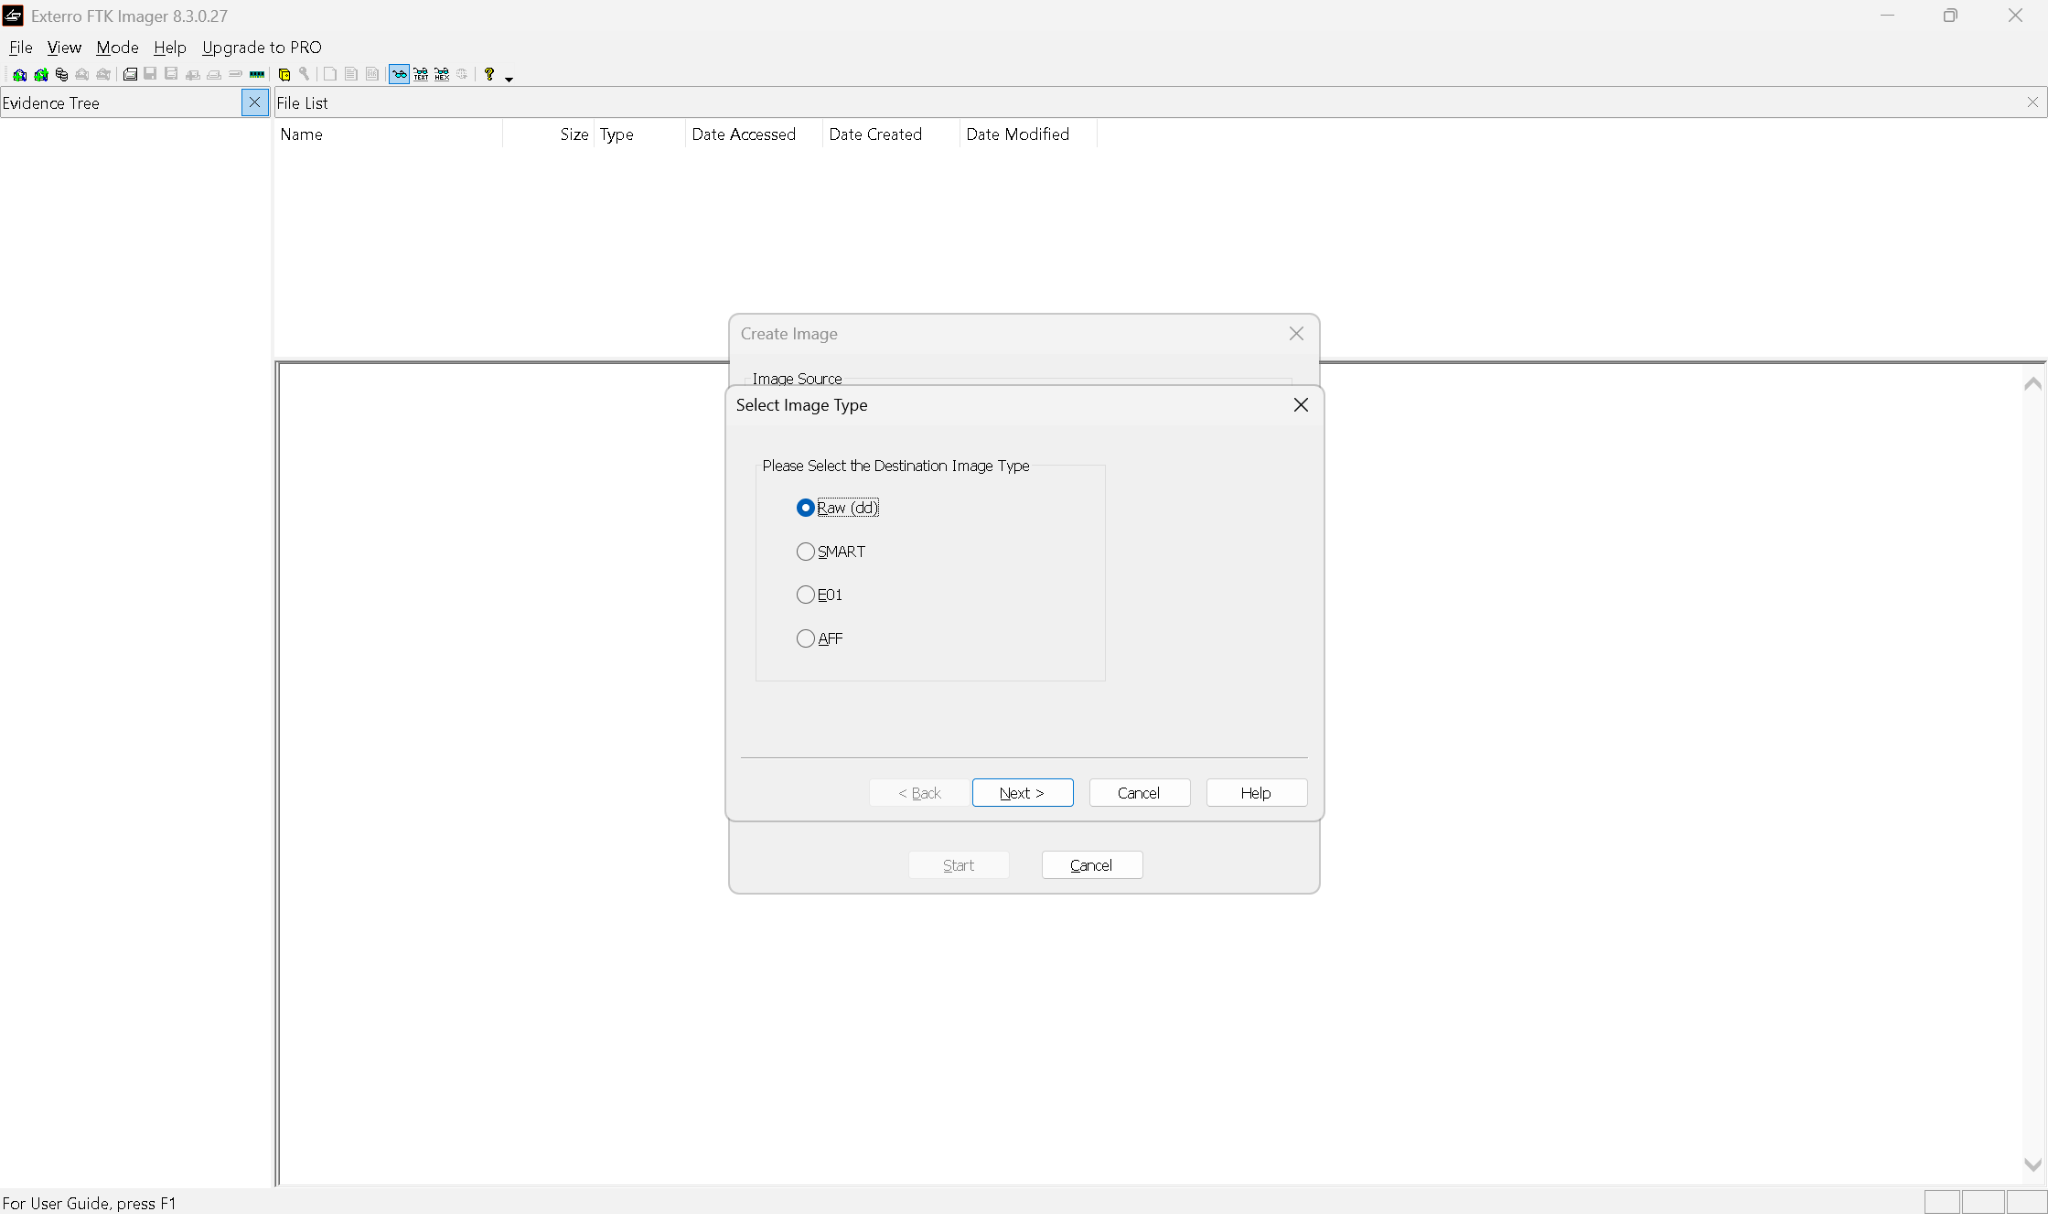 Exterro FTK Imager 8.3.0.27
File View Mode Help Upgrade to PRO
TEXT HEX ?
Evidence Tree
File List
Name Size Type Date Accessed Date Created Date Modified
Create Image
Image Source
Select Image Type
Please Select the Destination Image Type
Raw (dd)
SMART
E01
AFF
< Back Next > Cancel Help
Start Cancel
For User Guide, press F1